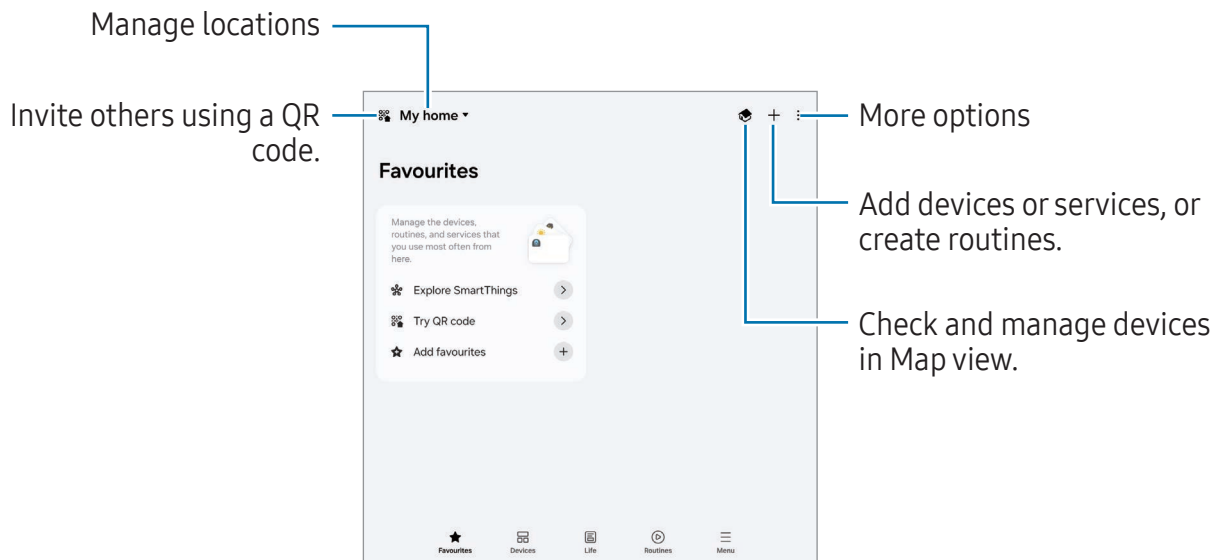 Manage locations
Invite others using a QR
code.
My home
More options
Favourites
Add devices or services, or
create routines.
Manage the devices,
routines, and services that
you use most often from
here.
Explore SmartThings
Try QR code
Add favourites
Check and manage devices
in Map view.
Favourites
Devices
Life
Routines
Menu